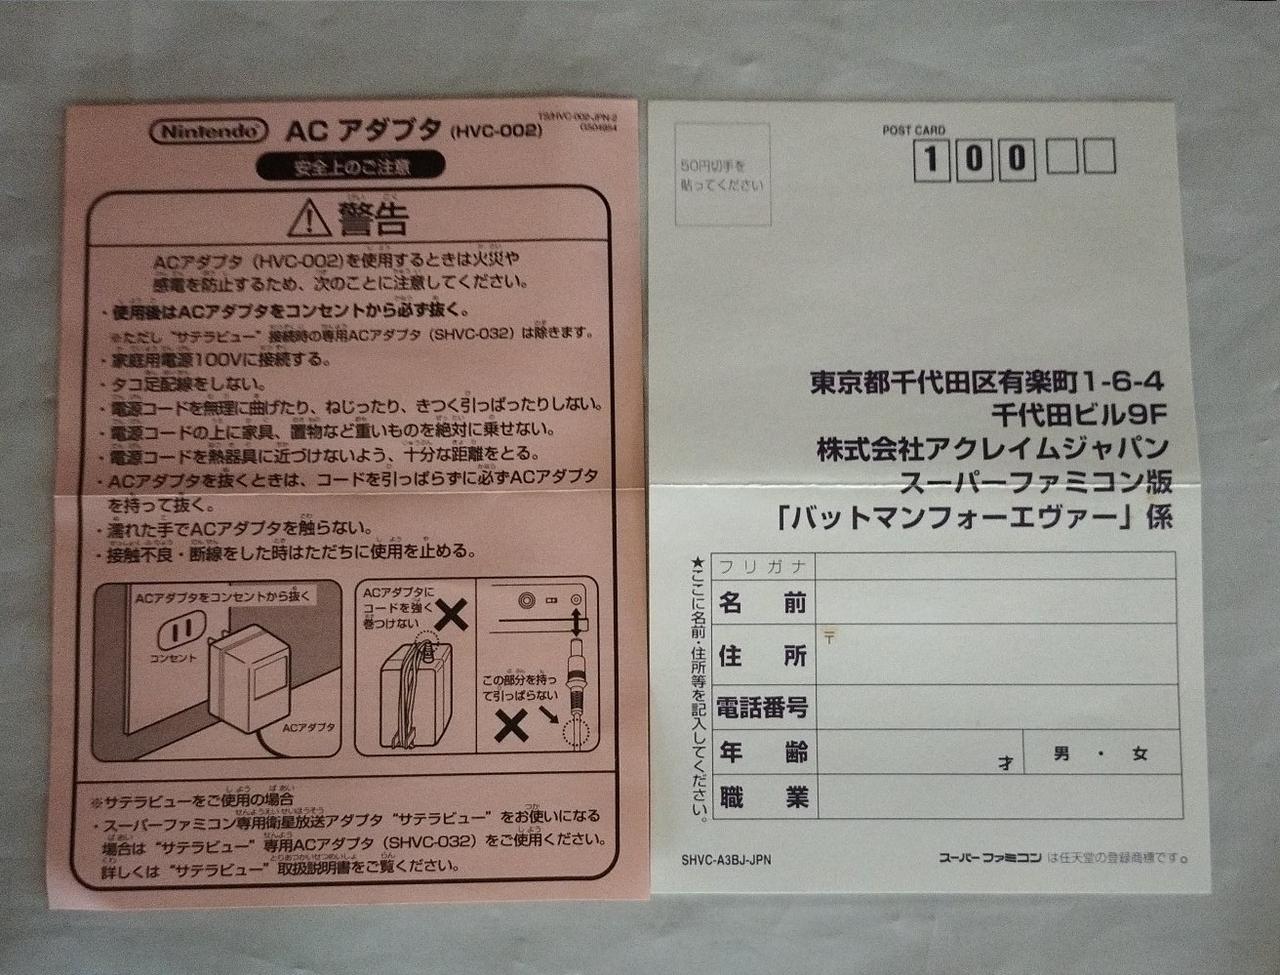 Nintendo ACアダプタ(HVC-002)
TS/HVC-002-JPN-2
G504954
安全上のご注意
警告
ACアダプタ(HVC-002)を使用するときは火災や
感電を防止するため、次のことに注意してください。
・使用後はACアダプタをコンセントから必ず抜く。
※ただし"サテラビュー"接続時の専用ACアダプタ(SHVC-032)は除きます。
・家庭用電源100Vに接続する。
・タコ足配線をしない。
・電源コードを無理に曲げたり、ねじったり、きつく引っぱったりしない。
・電源コードの上に家具、置物など重いものを絶対に乗せない。
・電源コードを熱器具に近づけないよう、十分な距離をとる。
・ACアダプタを抜くときは、コードを引っぱらずに必ずACアダプタ
を持って抜く。
・濡れた手でACアダプタを触らない。
・接触不良・断線をした時はただちに使用を止める。
ACアダプタをコンセントから抜く
コンセント
ACアダプタ
ACアダプタに
コードを強く
巻つけない
この部分を持っ
て引っぱらない
※サテラビューをご使用の場合
・スーパーファミコン専用衛星放送アダプタ"サテラビュー"をお使いになる
場合は"サテラビュー"専用ACアダプタ(SHVC-032)をご使用ください。
詳しくは"サテラビュー"取扱説明書をご覧ください。
50円切手を
貼ってください
POST CARD
100
東京都千代田区有楽町1-6-4
千代田ビル9F
株式会社アクレイムジャパン
スーパーファミコン版
「バットマンフォーエヴァー」係
★ここに名前・住所等を記入してください。
フリガナ
名 前
住 所 〒
電話番号
年 齢 才 男 ・ 女
職 業
SHVC-A3BJ-JPN
スーパーファミコンは任天堂の登録商標です。